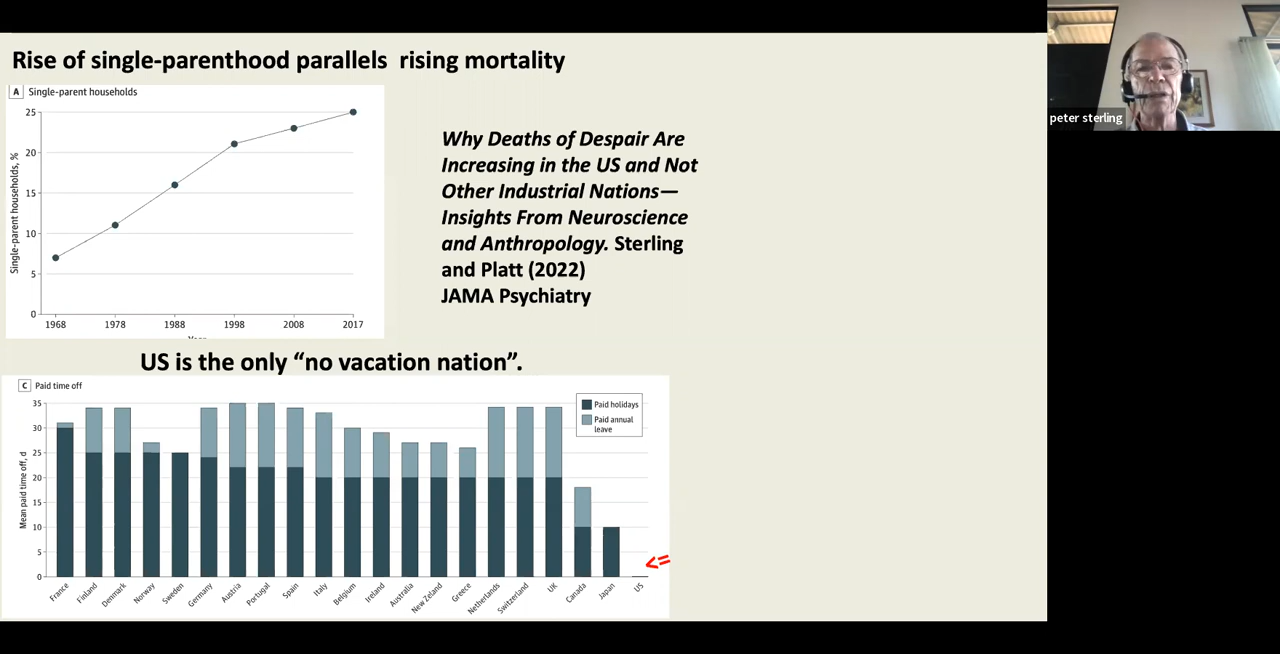 Rise of single-parenthood parallels rising mortality
A Single-parent households
Single-parent households, %
25
20
15
10
5
0
1968 1978 1988 1998 2008 2017
Why Deaths of Despair Are
Increasing in the US and Not
Other Industrial Nations—
Insights From Neuroscience
and Anthropology. Sterling
and Platt (2022)
JAMA Psychiatry
peter sterling
US is the only “no vacation nation”.
C Paid time off
Mean paid time off, d
35
30
25
20
15
10
5
0
Paid holidays
Paid annual
leave
France Finland Denmark Norway Sweden Germany Austria Portugal Spain Italy Belgium Ireland Australia New Zeland Greece Netherlands Switzerland UK Canada Japan US